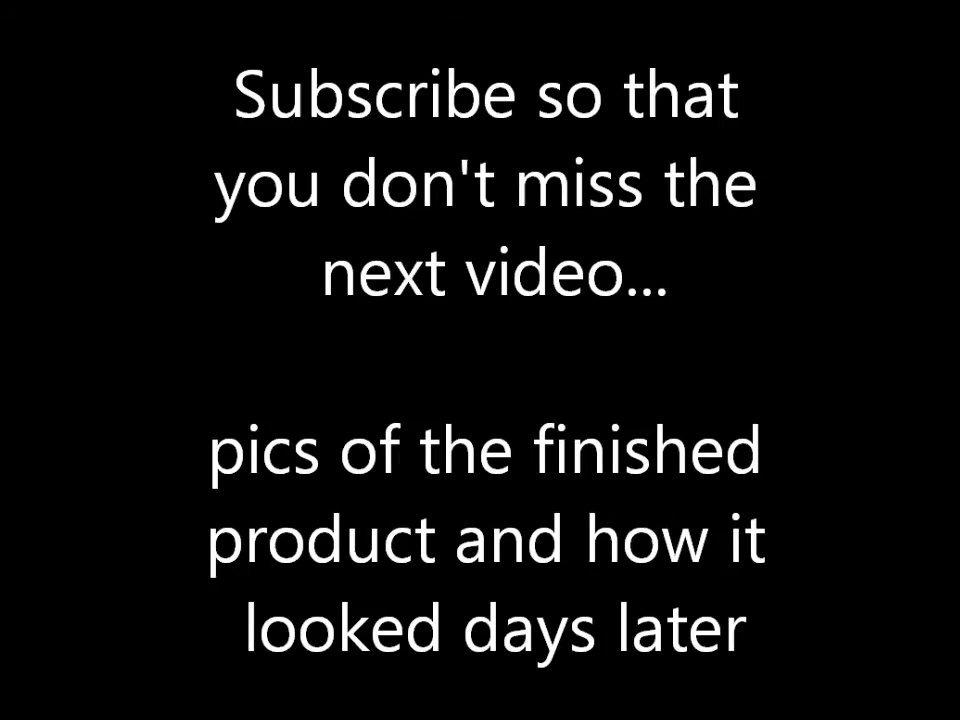 Subscribe so that
you don't miss the
next video...
pics of the finished
product and how it
looked days later